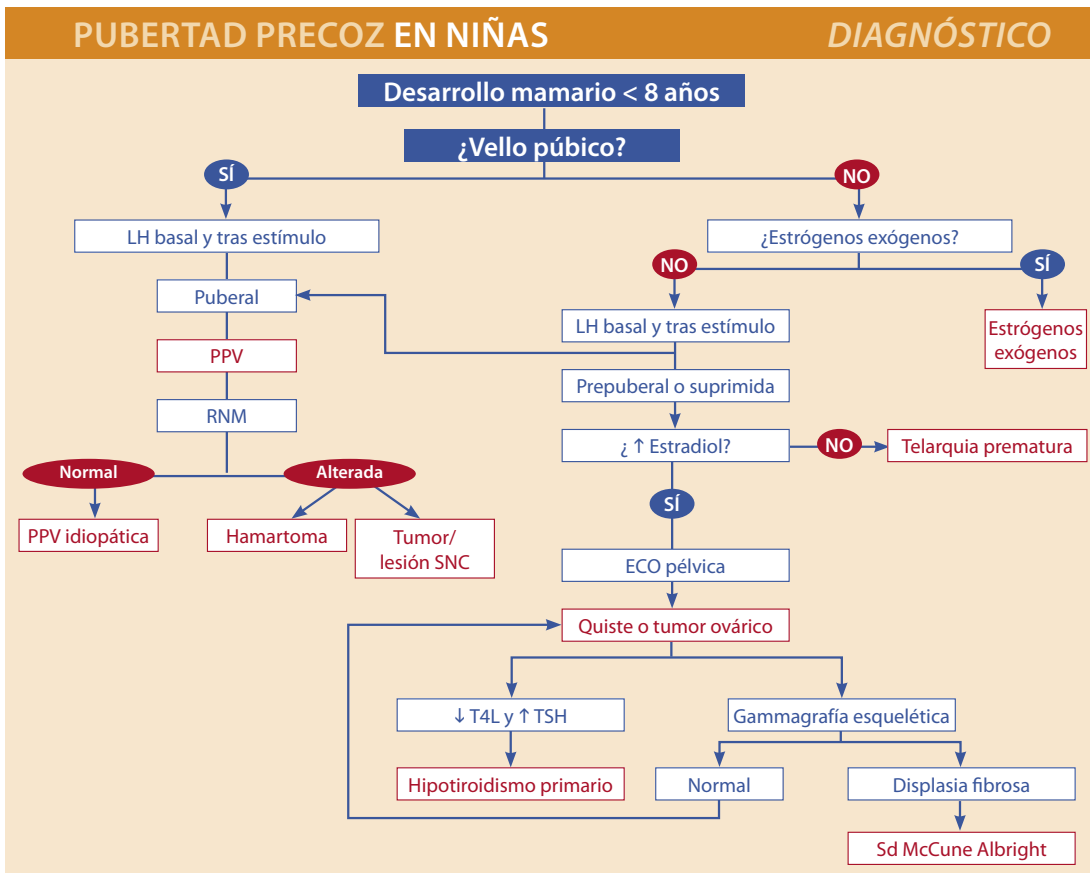 PUBERTAD PRECOZ EN NIÑAS
DIAGNÓSTICO
Desarrollo mamario < 8 años
¿Vello púbico?
SÍ
NO
LH basal y tras estímulo
¿Estrógenos exógenos?
NO
SÍ
Puberal
LH basal y tras estímulo
Estrógenos
exógenos
PPV
Prepuberal o suprimida
RNM
¿ ↑ Estradiol?
NO
Telarquia prematura
Normal
Alterada
SÍ
PPV idiopática
Hamartoma
Tumor/
lesión SNC
ECO pélvica
Quiste o tumor ovárico
↓ T4L y ↑ TSH
Gammagrafía esquelética
Hipotiroidismo primario
Normal
Displasia fibrosa
Sd McCune Albright